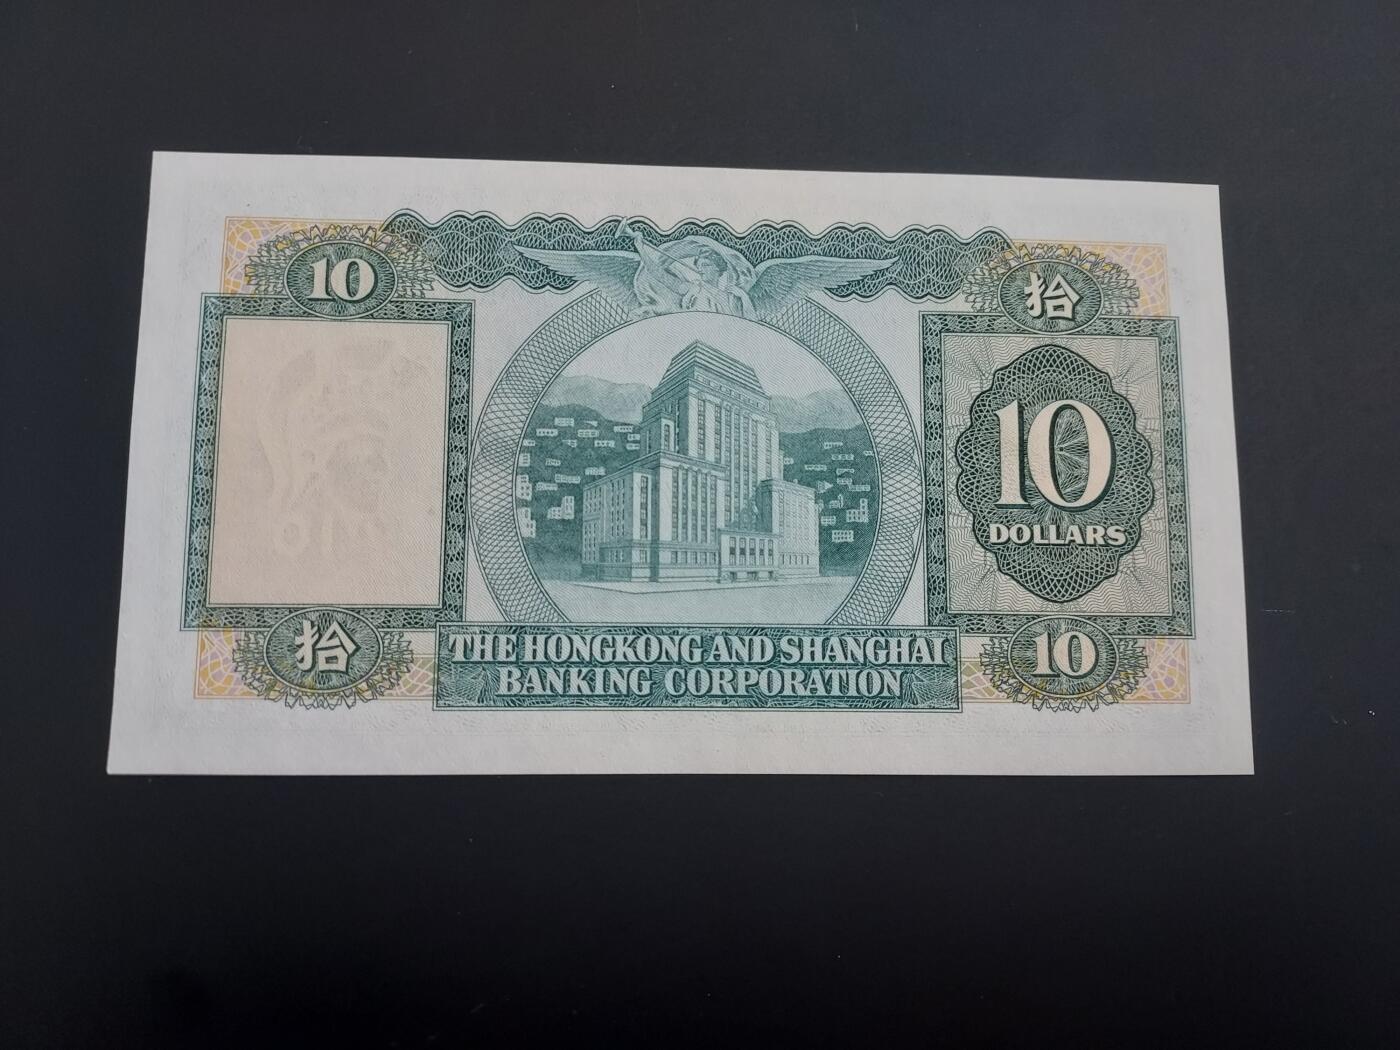 10
拾
10
DOLLARS
拾
THE HONGKONG AND SHANGHAI
BANKING CORPORATION
10